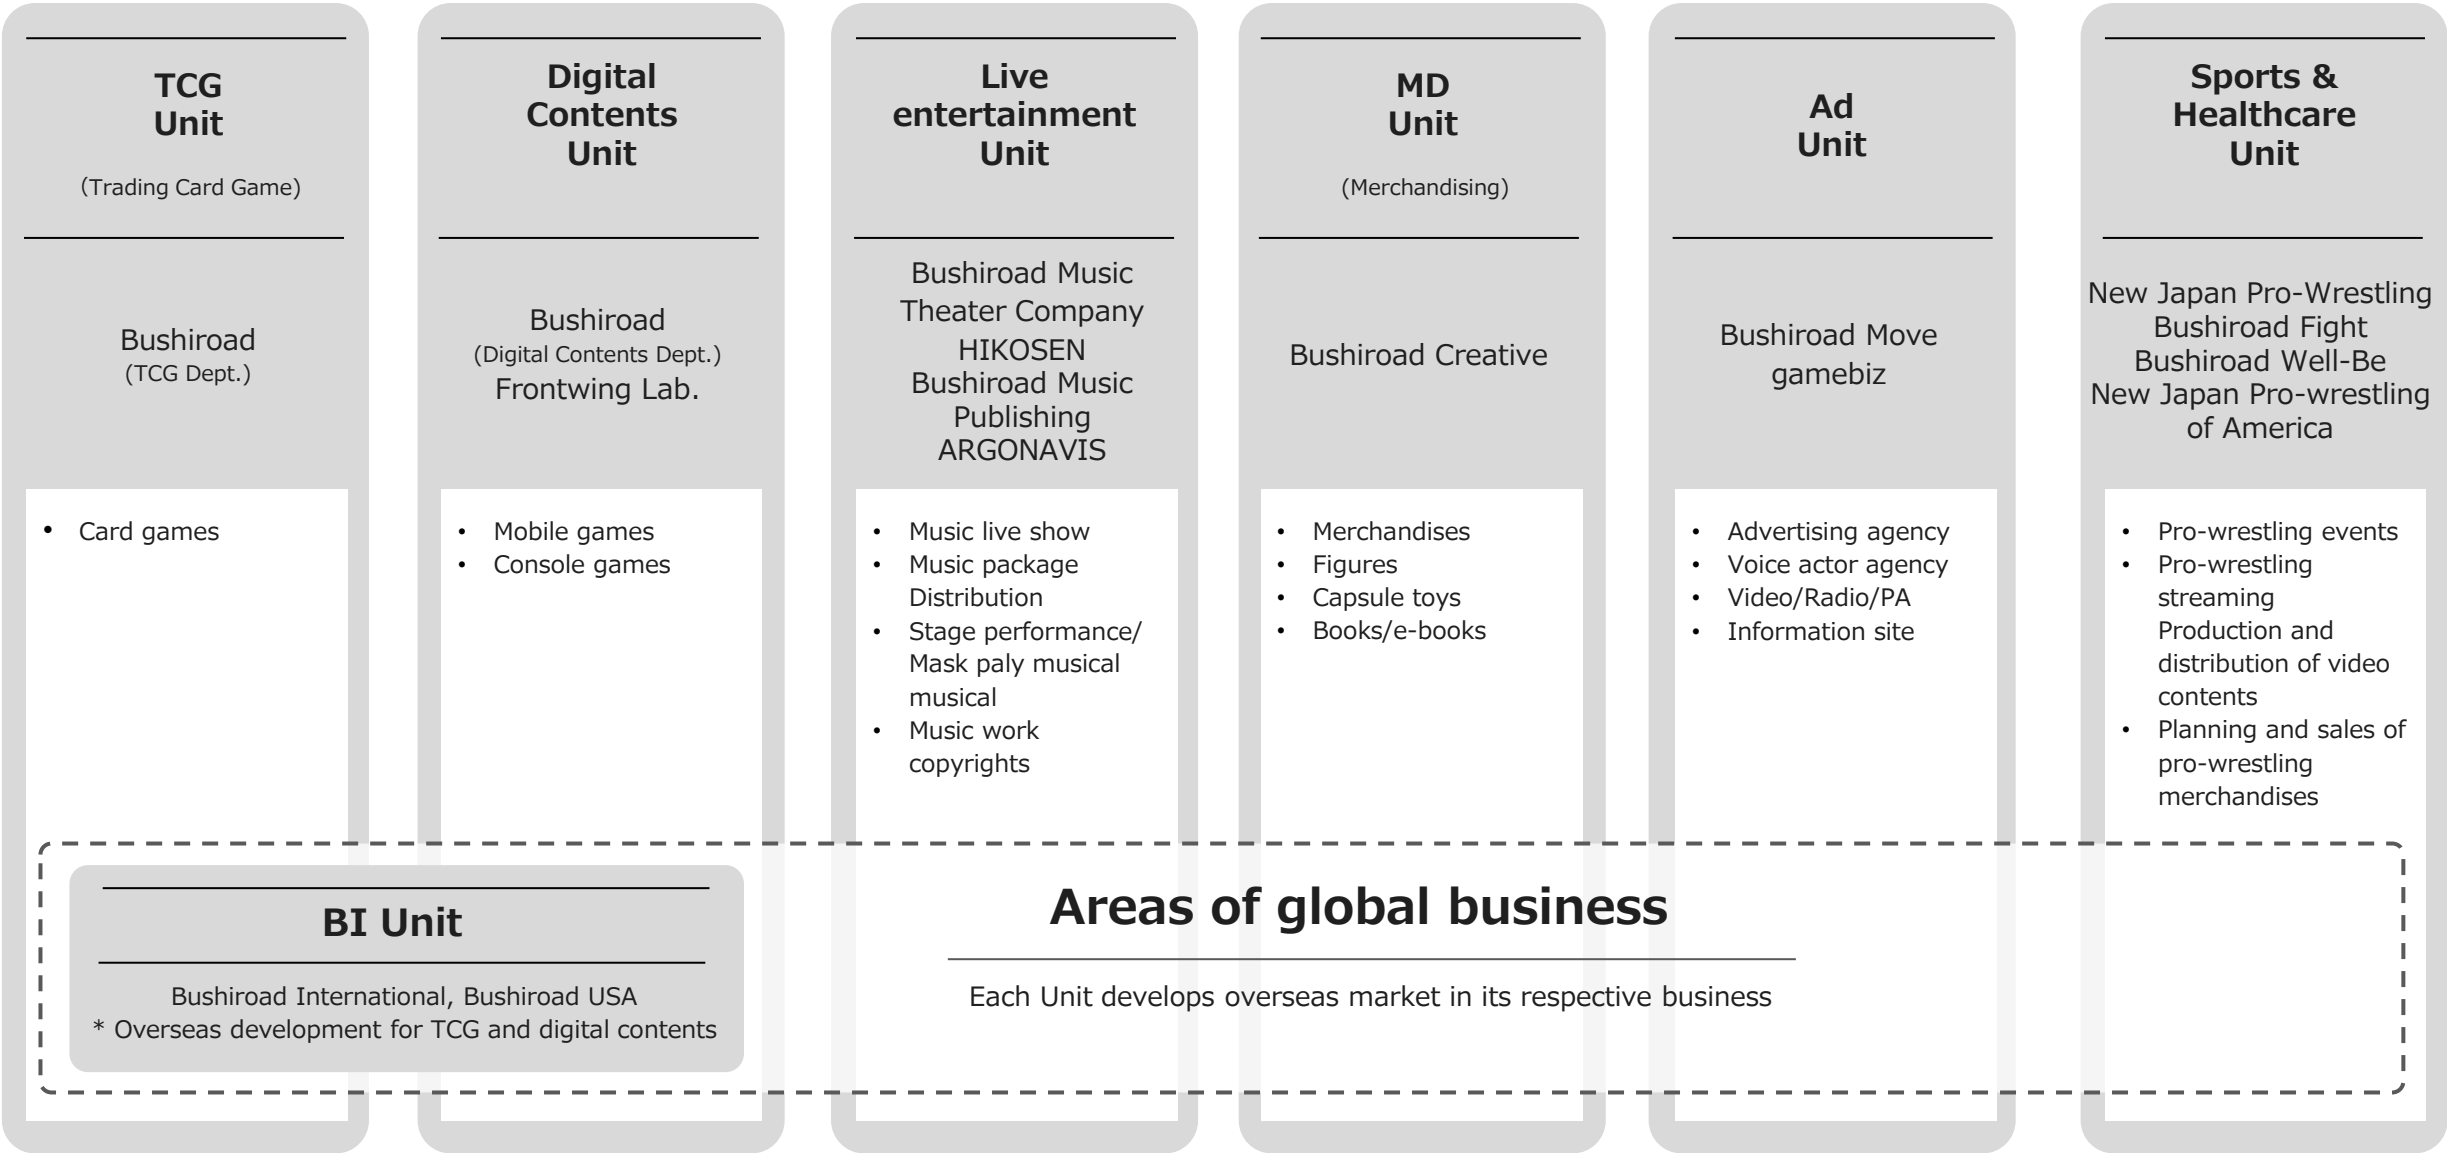 TCG
Unit
(Trading Card Game)
Bushiroad
(TCG Dept.)
• Card games
Digital
Contents
Unit
Bushiroad
(Digital Contents Dept.)
Frontwing Lab.
• Mobile games
• Console games
Live
entertainment
Unit
Bushiroad Music
Theater Company
HIKOSEN
Bushiroad Music
Publishing
ARGONAVIS
• Music live show
• Music package
Distribution
• Stage performance/
Mask paly musical
musical
• Music work
copyrights
MD
Unit
(Merchandising)
Bushiroad Creative
• Merchandises
• Figures
• Capsule toys
• Books/e-books
Ad
Unit
Bushiroad Move
gamebiz
• Advertising agency
• Voice actor agency
• Video/Radio/PA
• Information site
Sports &
Healthcare
Unit
New Japan Pro-Wrestling
Bushiroad Fight
Bushiroad Well-Be
New Japan Pro-wrestling
of America
• Pro-wrestling events
• Pro-wrestling
streaming
Production and
distribution of video
contents
• Planning and sales of
pro-wrestling
merchandises
BI Unit
Bushiroad International, Bushiroad USA
* Overseas development for TCG and digital contents
Areas of global business
Each Unit develops overseas market in its respective business